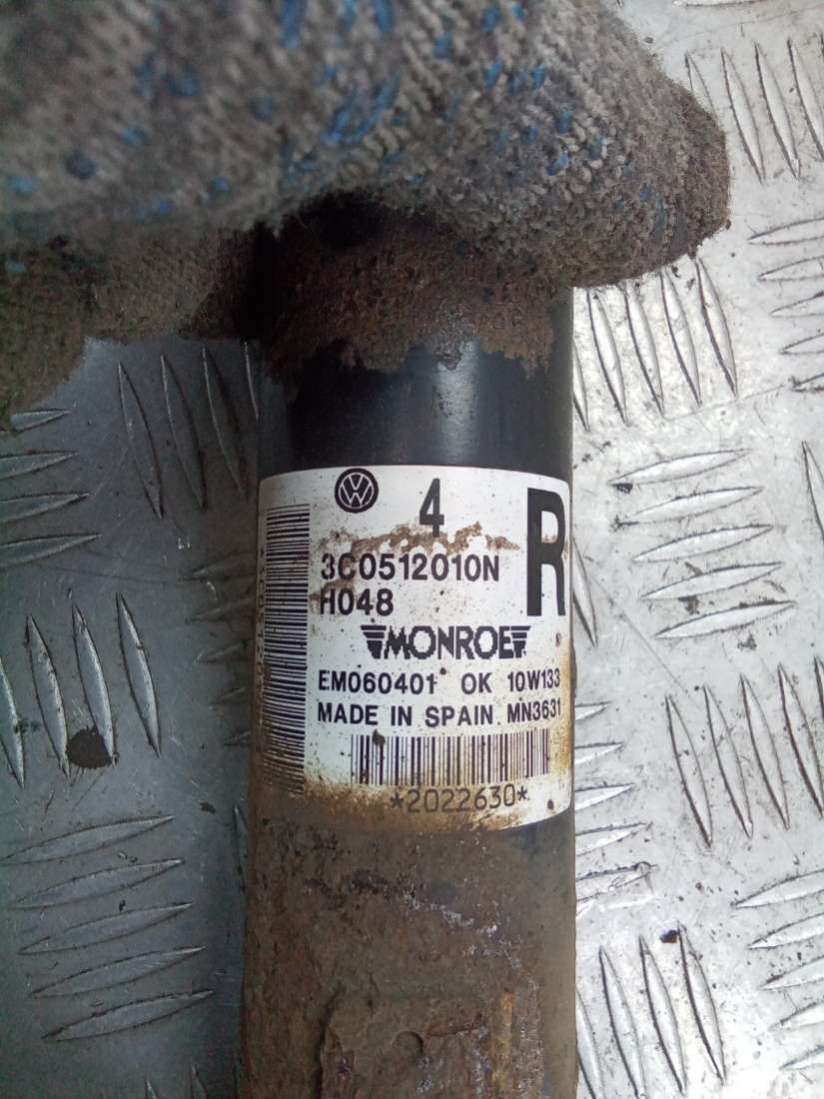 4
R
3C0512010N
H048
MONROE
EM060401 OK 10W133
MADE IN SPAIN. MN3631
*2022630*